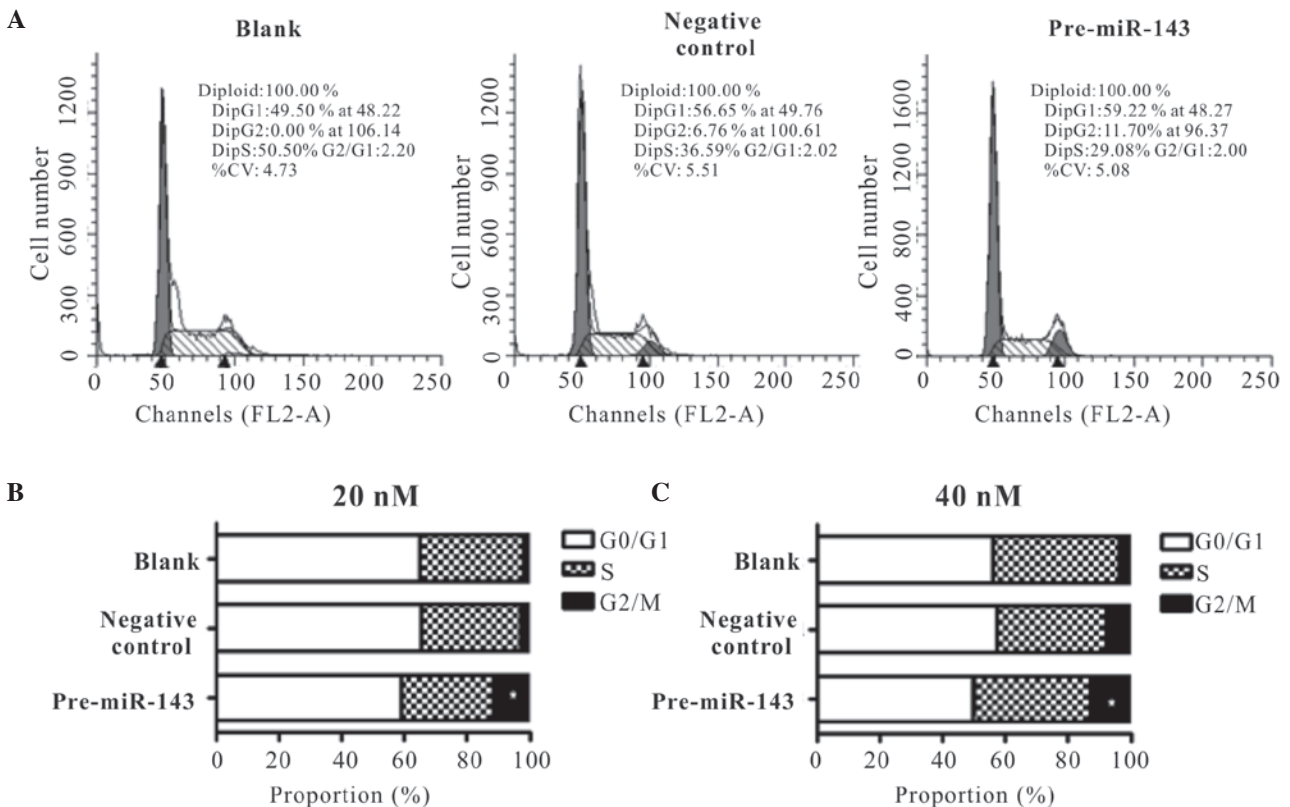 A
Blank
Negative
control
Pre-miR-143
Diploid:100.00 %
DipG1:49.50 % at 48.22
DipG2:0.00 % at 106.14
DipS:50.50% G2/G1:2.20
%CV: 4.73
Cell number
0
300
600
900
1200
0 50 100 150 200 250
Channels (FL2-A)
Diploid:100.00 %
DipG1:56.65 % at 49.76
DipG2:6.76 % at 100.61
DipS:36.59% G2/G1:2.02
%CV: 5.51
Cell number
0
300
600
900
1200
0 50 100 150 200 250
Channels (FL2-A)
Diploid:100.00 %
DipG1:59.22 % at 48.27
DipG2:11.70% at 96.37
DipS:29.08% G2/G1:2.00
%CV: 5.08
Cell number
0
400
800
1200
1600
0 50 100 150 200 250
Channels (FL2-A)
B
20 nM
Blank
Negative
control
Pre-miR-143
*
G0/G1
S
G2/M
0 20 40 60 80 100
Proportion (%)
C
40 nM
Blank
Negative
control
Pre-miR-143
*
G0/G1
S
G2/M
0 20 40 60 80 100
Proportion (%)